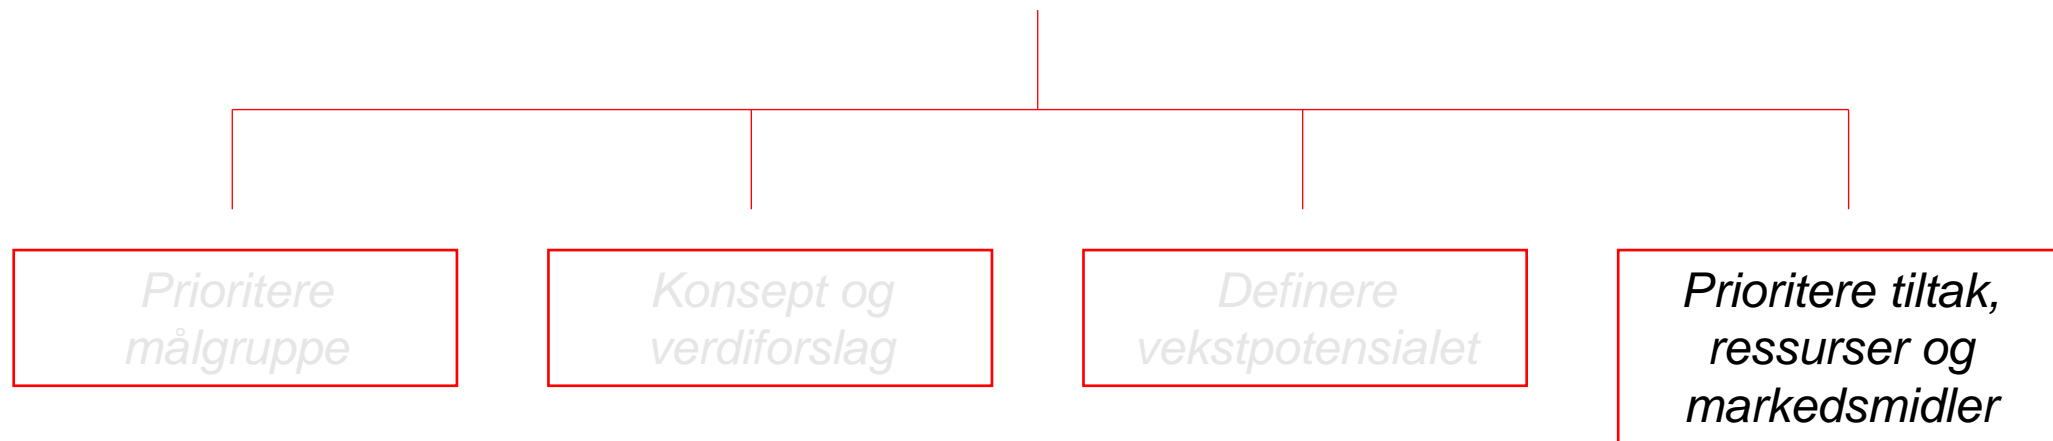 Prioritere
målgruppe
Konsept og
verdiforslag
Definere
vekstpotensialet
Prioritere tiltak,
ressurser og
markedsmidler